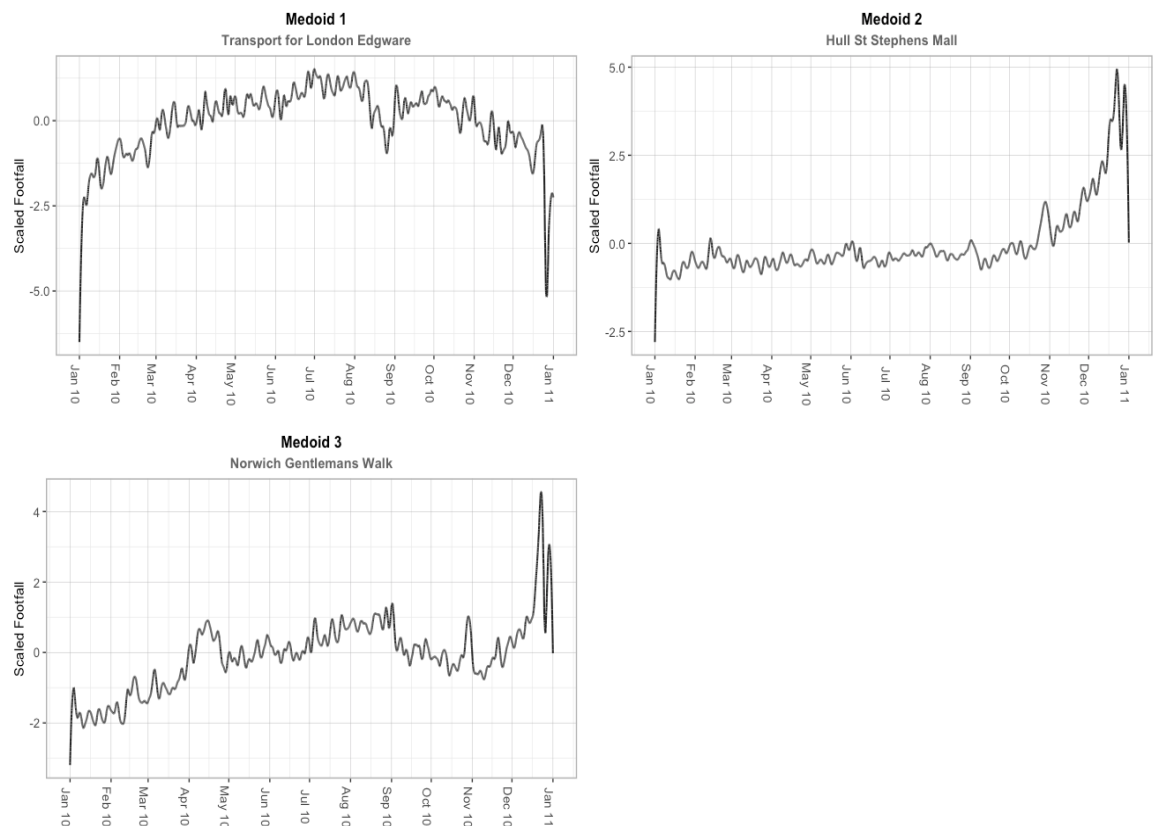 Medoid 1
Transport for London Edgware
Scaled Footfall
0.0
-2.5
-5.0
Jan 10
Feb 10
Mar 10
Apr 10
May 10
Jun 10
Jul 10
Aug 10
Sep 10
Oct 10
Nov 10
Dec 10
Jan 11
Medoid 2
Hull St Stephens Mall
Scaled Footfall
5.0
2.5
0.0
-2.5
Jan 10
Feb 10
Mar 10
Apr 10
May 10
Jun 10
Jul 10
Aug 10
Sep 10
Oct 10
Nov 10
Dec 10
Jan 11
Medoid 3
Norwich Gentlemans Walk
Scaled Footfall
4
2
0
-2
Jan 10
Feb 10
Mar 10
Apr 10
May 10
Jun 10
Jul 10
Aug 10
Sep 10
Oct 10
Nov 10
Dec 10
Jan 11